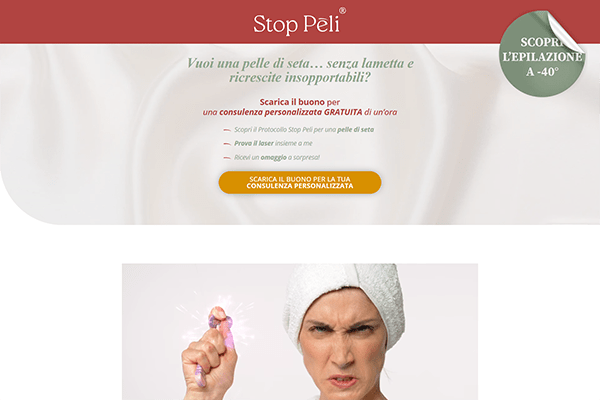 Stop Peli®
SCOPRI
L'EPILAZIONE
A -40°
Vuoi una pelle di seta… senza lametta e
ricrescite insopportabili?
Scarica il buono per
una consulenza personalizzata GRATUITA di un'ora
Scopri il Protocollo Stop Peli per una pelle di seta
Prova il laser insieme a me
Ricevi un omaggio a sorpresa!
SCARICA IL BUONO PER LA TUA
CONSULENZA PERSONALIZZATA